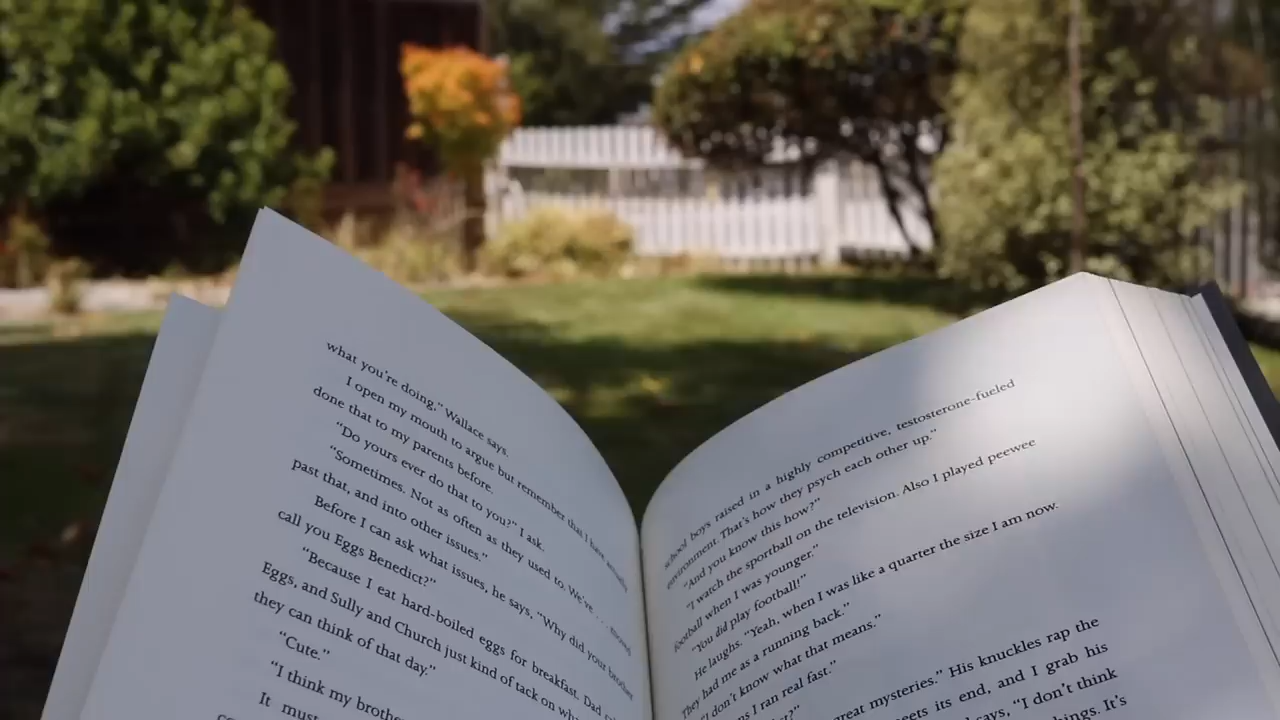 what you're doing," Wallace says.
I open my mouth to argue but remember that I have actually
done that to my parents before.
"Do yours ever do that to you?" I ask.
"Sometimes. Not as often as they used to. We've . . . moved
past that, and into other issues."
Before I can ask what issues, he says, "Why did your brother
call you Eggs Benedict?"
"Because I eat hard-boiled eggs for breakfast. Dad
Eggs, and Sully and Church just kind of tack on
they can think of that day."
"Cute."
"I think my
It must
school boys raised in a highly competitive, testosterone-fueled
environment. That's how they psych each other up."
"And you know this how?"
"I watch the sportball on the television. Also I played peewee
football when I was younger."
"You did play football!"
He laughs. "Yeah, when I was like a quarter the size I am now.
They had me as a running back."
"I don't know what that means."
I ran real fast."
great mysteries." His knuckles rap the
its end, and I grab his
says, "I don't think
It's